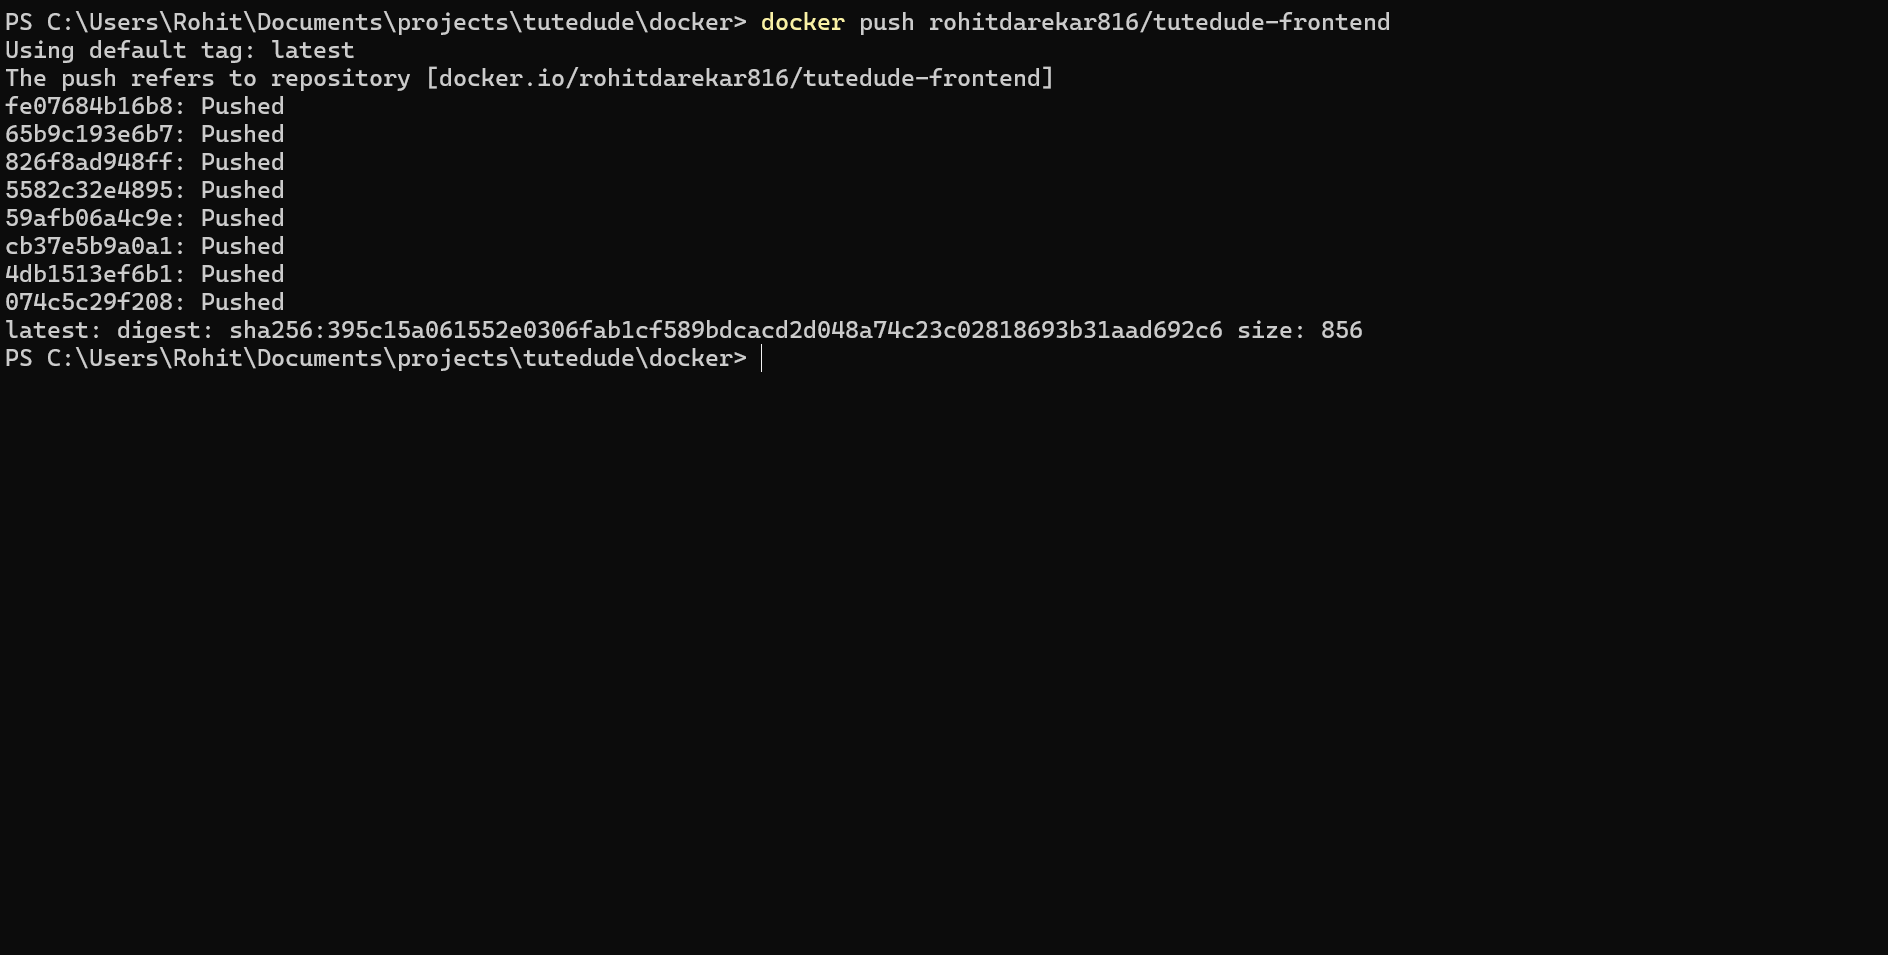 PS C:\Users\Rohit\Documents\projects\tutedude\docker> docker push rohitdarekar816/tutedude-frontend
Using default tag: latest
The push refers to repository [docker.io/rohitdarekar816/tutedude-frontend]
fe07684b16b8: Pushed
65b9c193e6b7: Pushed
826f8ad948ff: Pushed
5582c32e4895: Pushed
59afb06a4c9e: Pushed
cb37e5b9a0a1: Pushed
4db1513ef6b1: Pushed
074c5c29f208: Pushed
latest: digest: sha256:395c15a061552e0306fab1cf589bdcacd2d048a74c23c02818693b31aad692c6 size: 856
PS C:\Users\Rohit\Documents\projects\tutedude\docker>